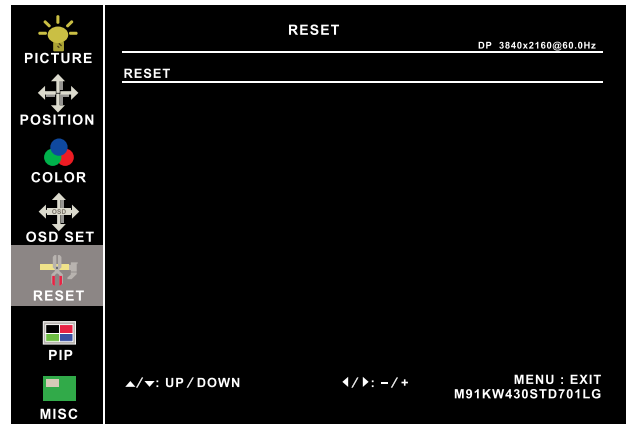 RESET
DP 3840x2160@60.0Hz
PICTURE
RESET
POSITION
COLOR
OSD
OSD SET
RESET
PIP
▲/▼: UP / DOWN
◀/▶: – / +
MENU : EXIT
M91KW430STD701LG
MISC